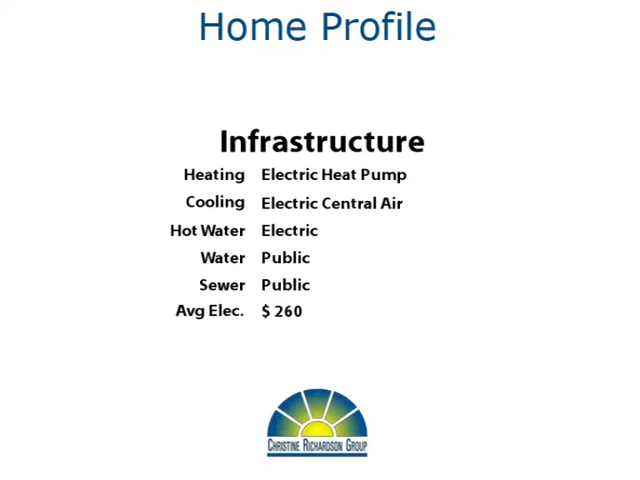 Home Profile
Infrastructure
Heating Electric Heat Pump
Cooling Electric Central Air
Hot Water Electric
Water Public
Sewer Public
Avg Elec. $ 260
CHRISTINE RICHARDSON GROUP